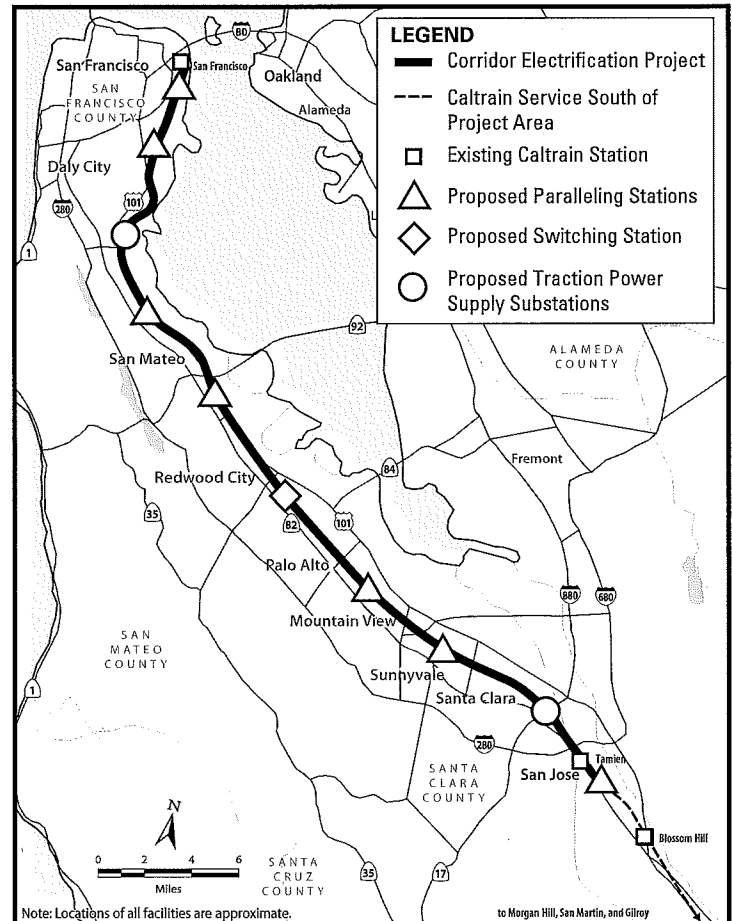 LEGEND
Corridor Electrification Project
Caltrain Service South of
Project Area
Existing Caltrain Station
Proposed Paralleling Stations
Proposed Switching Station
Proposed Traction Power
Supply Substations
80
San Francisco
San Francisco
Oakland
SAN
FRANCISCO
COUNTY
Alameda
Daly City
101
280
1
92
San Mateo
ALAMEDA
COUNTY
Redwood City
84
Fremont
35
82
101
Palo Alto
880
680
Mountain View
SAN
MATEO
COUNTY
Sunnyvale
1
Santa Clara
280
San Jose
Tamien
SANTA
CLARA
COUNTY
N
Blossom Hill
0 2 4 6
Miles
SANTA
CRUZ
COUNTY
35
17
Note: Locations of all facilities are approximate.
to Morgan Hill, San Martin, and Gilroy